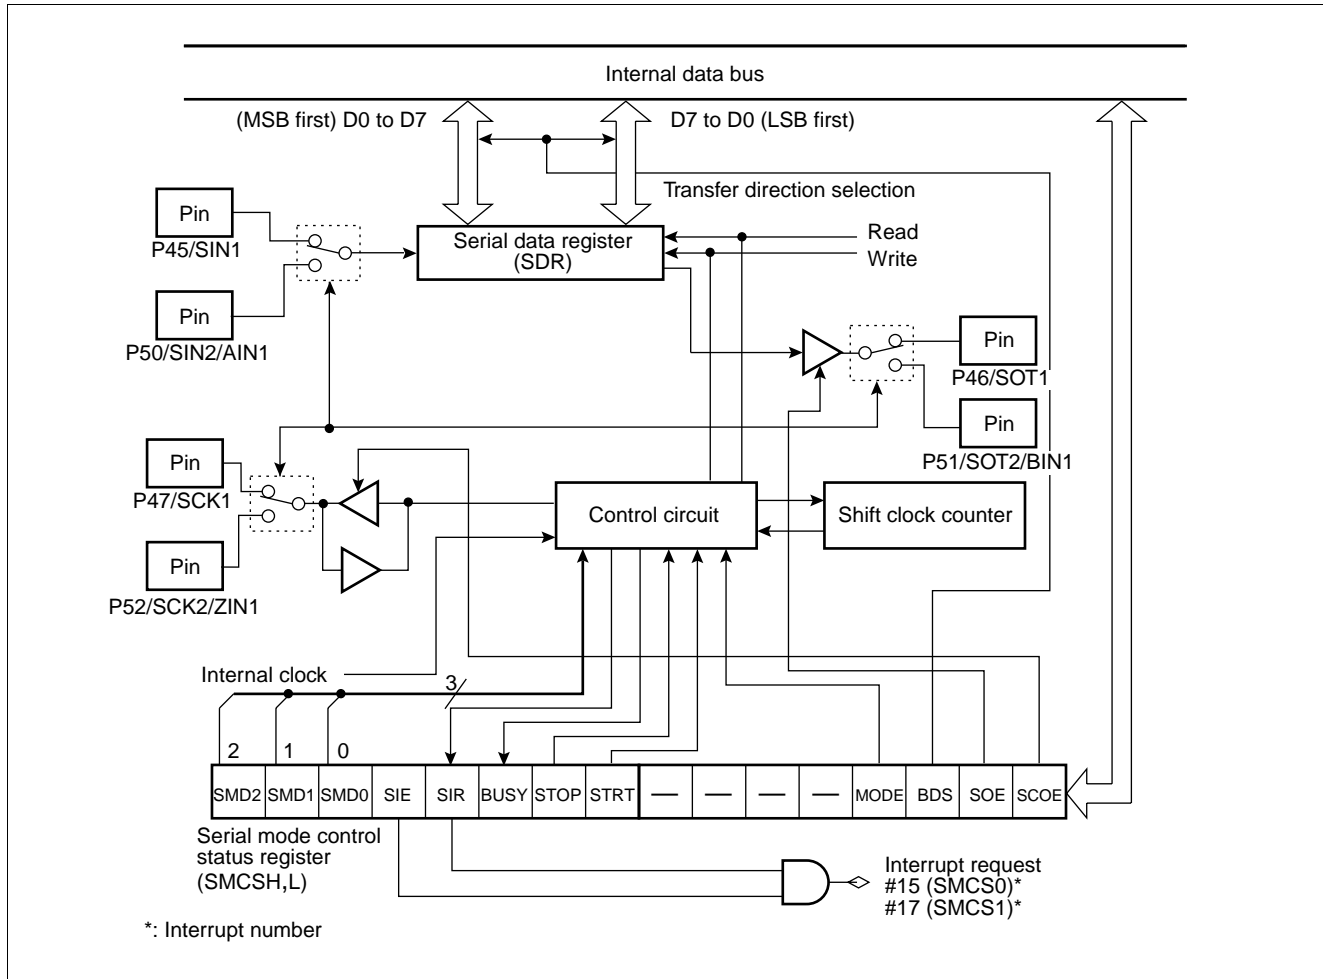 Internal data bus
(MSB first) D0 to D7
D7 to D0 (LSB first)
Transfer direction selection
Pin
P45/SIN1
Serial data register
(SDR)
Read
Write
Pin
P50/SIN2/AIN1
Pin
P46/SOT1
Pin
P51/SOT2/BIN1
Pin
P47/SCK1
Control circuit
Shift clock counter
Pin
P52/SCK2/ZIN1
Internal clock
3
2 1 0
SMD2 SMD1 SMD0 SIE SIR BUSY STOP STRT — — — — MODE BDS SOE SCOE
Serial mode control
status register
(SMCSH,L)
Interrupt request
#15 (SMCS0)*
#17 (SMCS1)*
*: Interrupt number